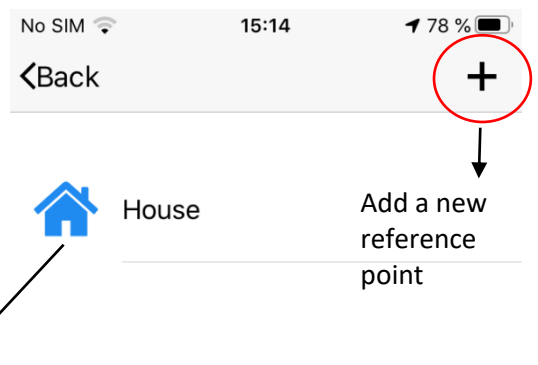 No SIM 15:14 78 %
Back +
House
Add a new
reference
point